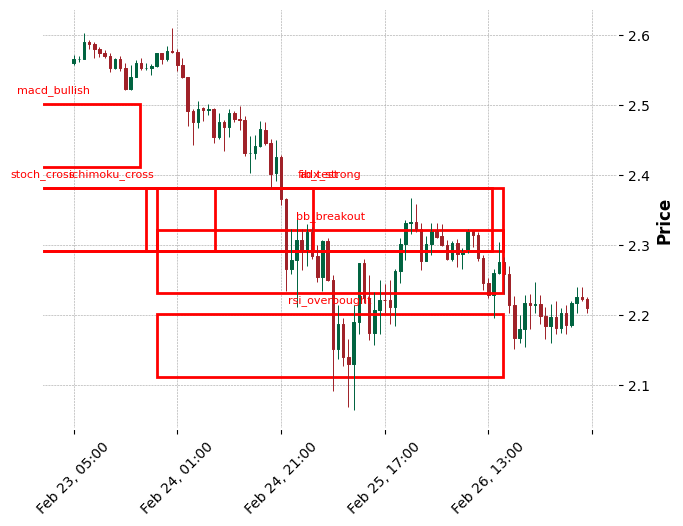 2.6
macd_bullish
2.5
stoch_cross
ichimoku_cross
2.4
bb_breakout
Price
2.3
rsi_overbough
2.2
2.1
Feb 23, 05:00
Feb 24, 01:00
Feb 24, 21:00
Feb 25, 17:00
Feb 26, 13:00